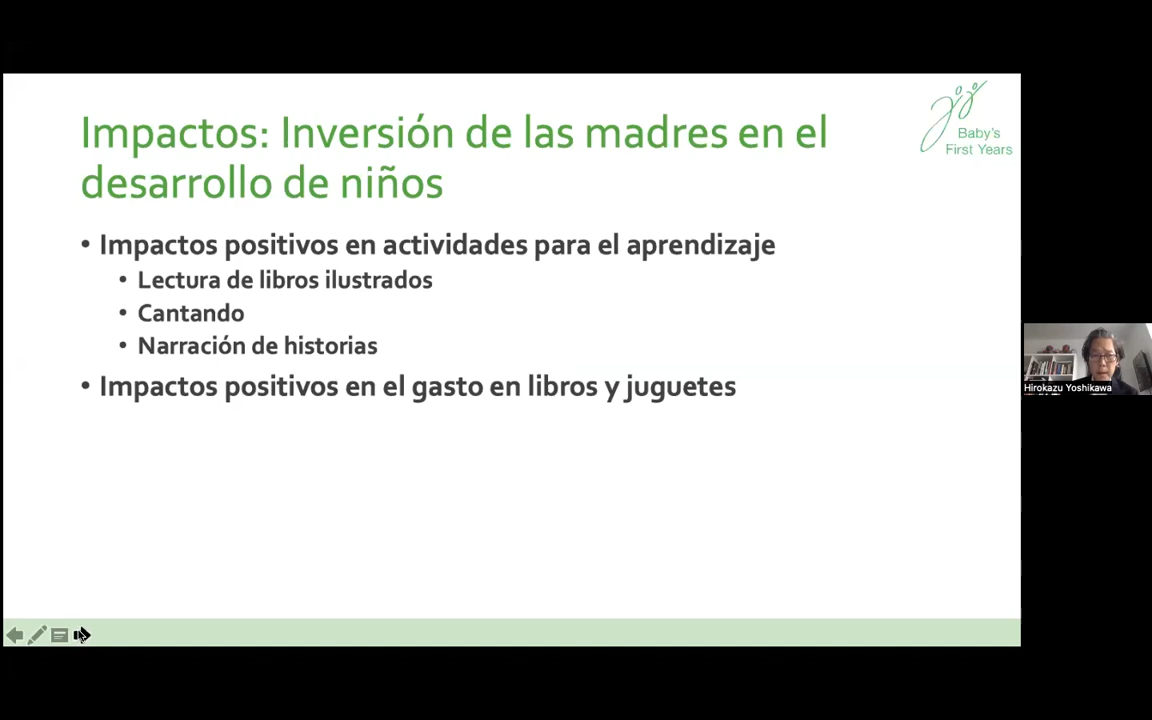 Impactos: Inversión de las madres en el
desarrollo de niños
Baby's
First Years
• Impactos positivos en actividades para el aprendizaje
• Lectura de libros ilustrados
• Cantando
• Narración de historias
• Impactos positivos en el gasto en libros y juguetes
Hirokazu Yoshikawa